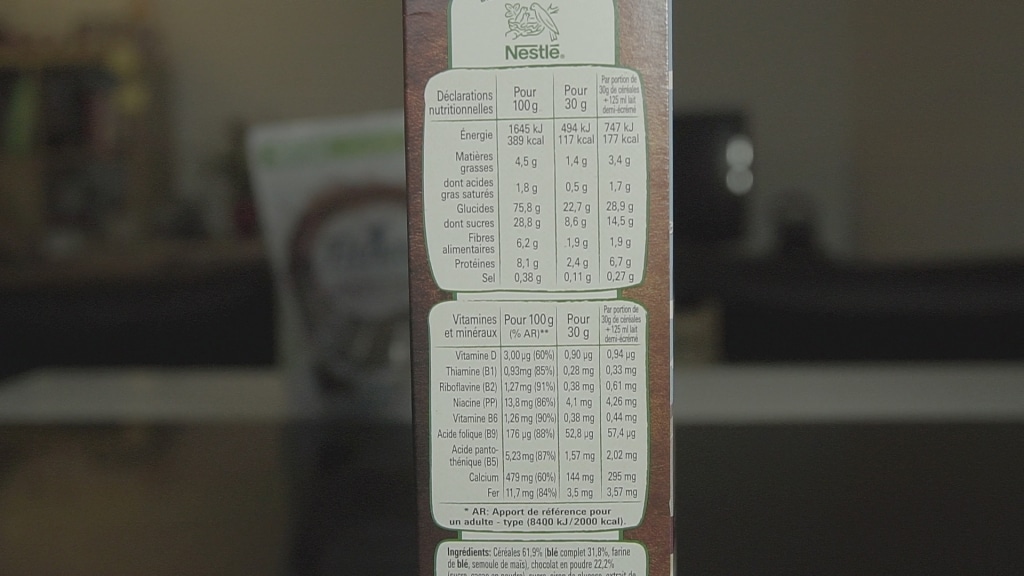 Nestlé®
Déclarations nutritionnelles Pour 100 g Pour 30 g Par portion de 30g de céréales + 125 ml lait demi-écrémé
Énergie 1645 kJ 389 kcal 494 kJ 117 kcal 747 kJ 177 kcal
Matières grasses 4,5 g 1,4 g 3,4 g
dont acides gras saturés 1,8 g 0,5 g 1,7 g
Glucides 75,8 g 22,7 g 28,9 g
dont sucres 28,8 g 8,6 g 14,5 g
Fibres alimentaires 6,2 g 1,9 g 1,9 g
Protéines 8,1 g 2,4 g 6,7 g
Sel 0,38 g 0,11 g 0,27 g
Vitamines et minéraux Pour 100 g (% AR)** Pour 30 g Par portion de 30g de céréales + 125 ml lait demi-écrémé
Vitamine D 3,00 µg (60%) 0,90 µg 0,94 µg
Thiamine (B1) 0,93mg (85%) 0,28 mg 0,33 mg
Riboflavine (B2) 1,27mg (91%) 0,38 mg 0,61 mg
Niacine (PP) 13,8 mg (86%) 4,1 mg 4,26 mg
Vitamine B6 1,26 mg (90%) 0,38 mg 0,44 mg
Acide folique (B9) 176 µg (88%) 52,8 µg 57,4 µg
Acide panto-thénique (B5) 5,23 mg (87%) 1,57 mg 2,02 mg
Calcium 479 mg (60%) 144 mg 295 mg
Fer 11,7 mg (84%) 3,5 mg 3,57 mg
* AR: Apport de référence pour
un adulte - type (8400 kJ/2000 kcal).
Ingrédients: Céréales 61,9% (blé complet 31,8%, farine
de blé, semoule de maïs), chocolat en poudre 22,2%